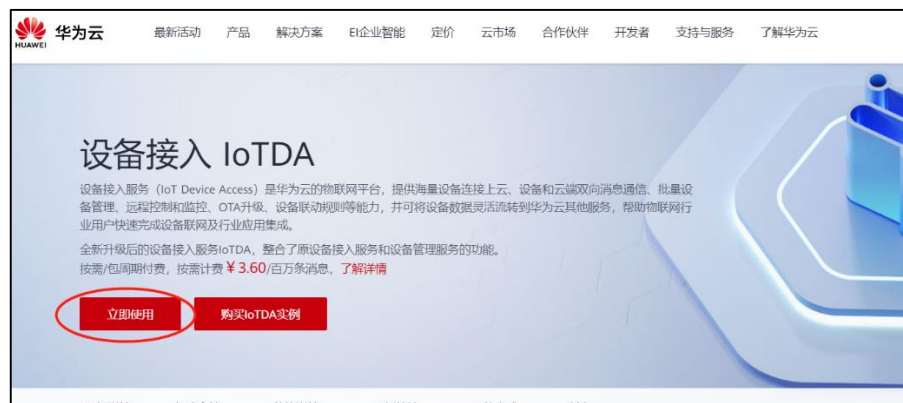 HUAWEI 华为云 最新活动 产品 解决方案 EI企业智能 定价 云市场 合作伙伴 开发者 支持与服务 了解华为云
设备接入 IoTDA
设备接入服务（IoT Device Access）是华为云的物联网平台，提供海量设备连接上云、设备和云端双向消息通信、批量设
备管理、远程控制和监控、OTA升级、设备联动规则等能力，并可将设备数据灵活流转到华为云其他服务，帮助物联网行
业用户快速完成设备联网及行业应用集成。
全新升级后的设备接入服务IoTDA，整合了原设备接入服务和设备管理服务的功能。
按需/包周期付费，按需计费￥3.60/百万条消息，了解详情
立即使用 购买IoTDA实例